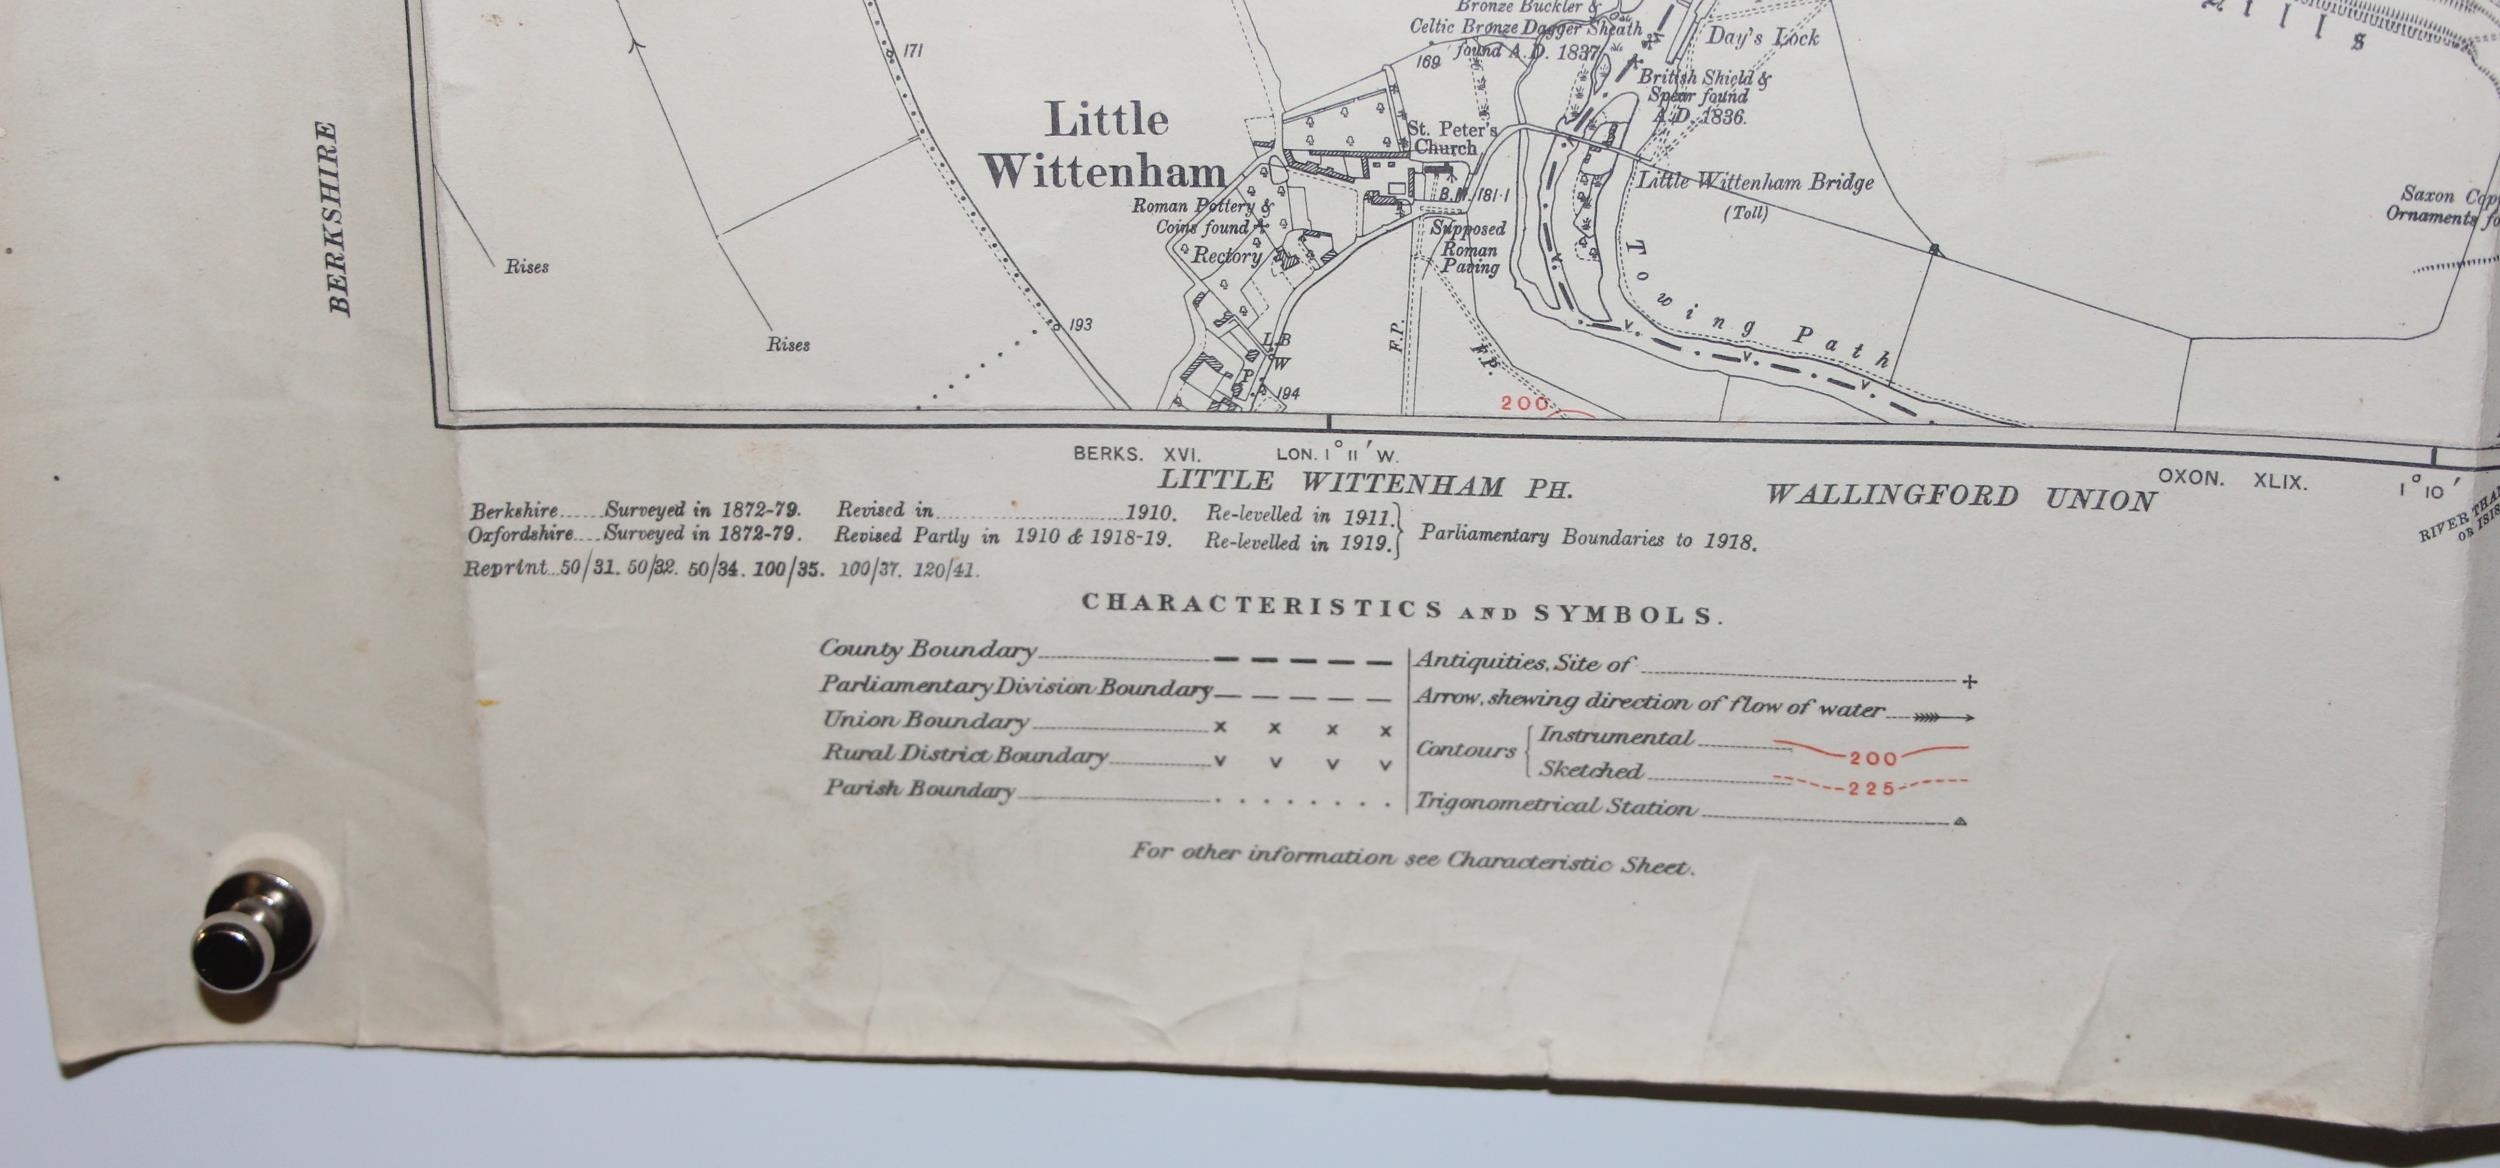 Bronze Buckler &
Celtic Bronze Dagger Sheath
found A.D. 1837
Day's Lock
171
169
British Shield &
Spear found
A.D. 1836.
Little
Wittenham
St. Peter's
Church
B.M. 181·1
Little Wittenham Bridge
(Toll)
Roman Pottery &
Coins found
Rectory
Supposed
Roman
Paving
Saxon
Ornaments
BERKSHIRE
Rises
Rises
193
Towing Path
F.P.
F.P.
L.B
W
P
194
200
BERKS. XVI.
LON. 1° 11' W.
OXON. XLIX.
1° 10'
LITTLE WITTENHAM PH.
WALLINGFORD UNION
RIVER
OR ISIS
Berkshire......Surveyed in 1872-79. Revised in..........................1910. Re-levelled in 1911.
Oxfordshire....Surveyed in 1872-79. Revised Partly in 1910 & 1918-19. Re-levelled in 1919.
Parliamentary Boundaries to 1918.
Reprint...50/31. 50/32. 50/34. 100/35. 100/37. 120/41.
CHARACTERISTICS AND SYMBOLS.
County Boundary
Parliamentary Division Boundary
Union Boundary
Rural District Boundary
Parish Boundary
Antiquities, Site of
Arrow, shewing direction of flow of water
Contours
Instrumental
200
Sketched
225
Trigonometrical Station
For other information see Characteristic Sheet.